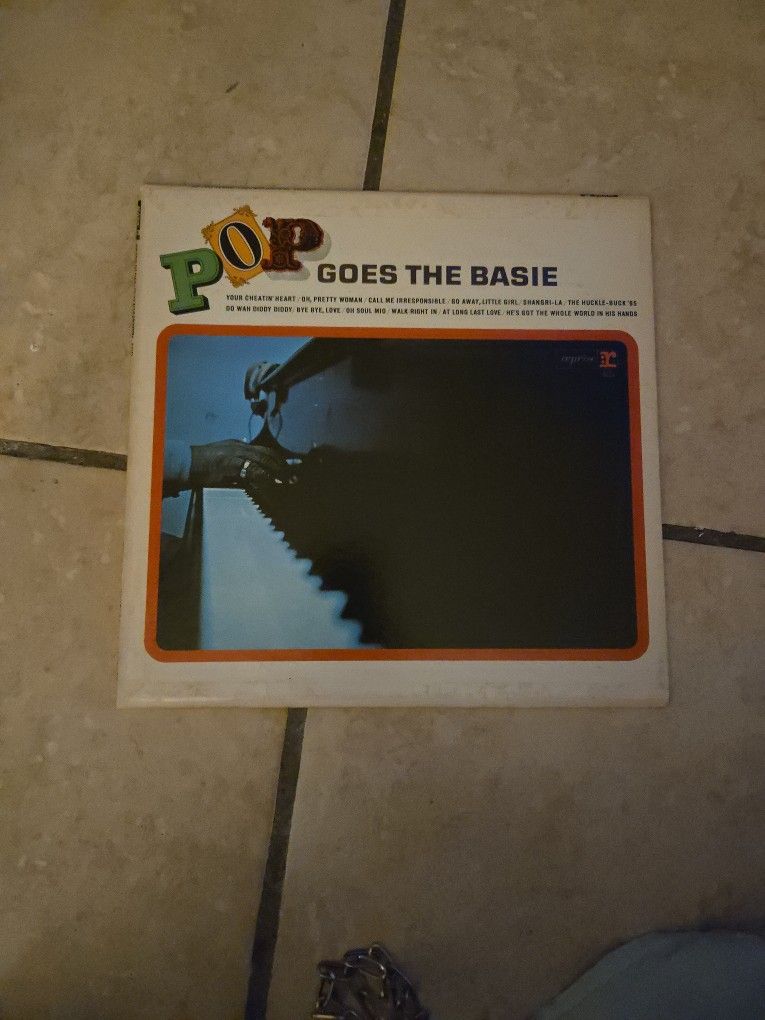 POP GOES THE BASIE
YOUR CHEATIN' HEART / OH, PRETTY WOMAN / CALL ME IRRESPONSIBLE / GO AWAY, LITTLE GIRL / SHANGRI-LA / THE HUCKLE-BUCK '65
DO WAH DIDDY DIDDY / BYE BYE, LOVE / OH SOUL MIO / WALK RIGHT IN / AT LONG LAST LOVE / HE'S GOT THE WHOLE WORLD IN HIS HANDS
reprise r